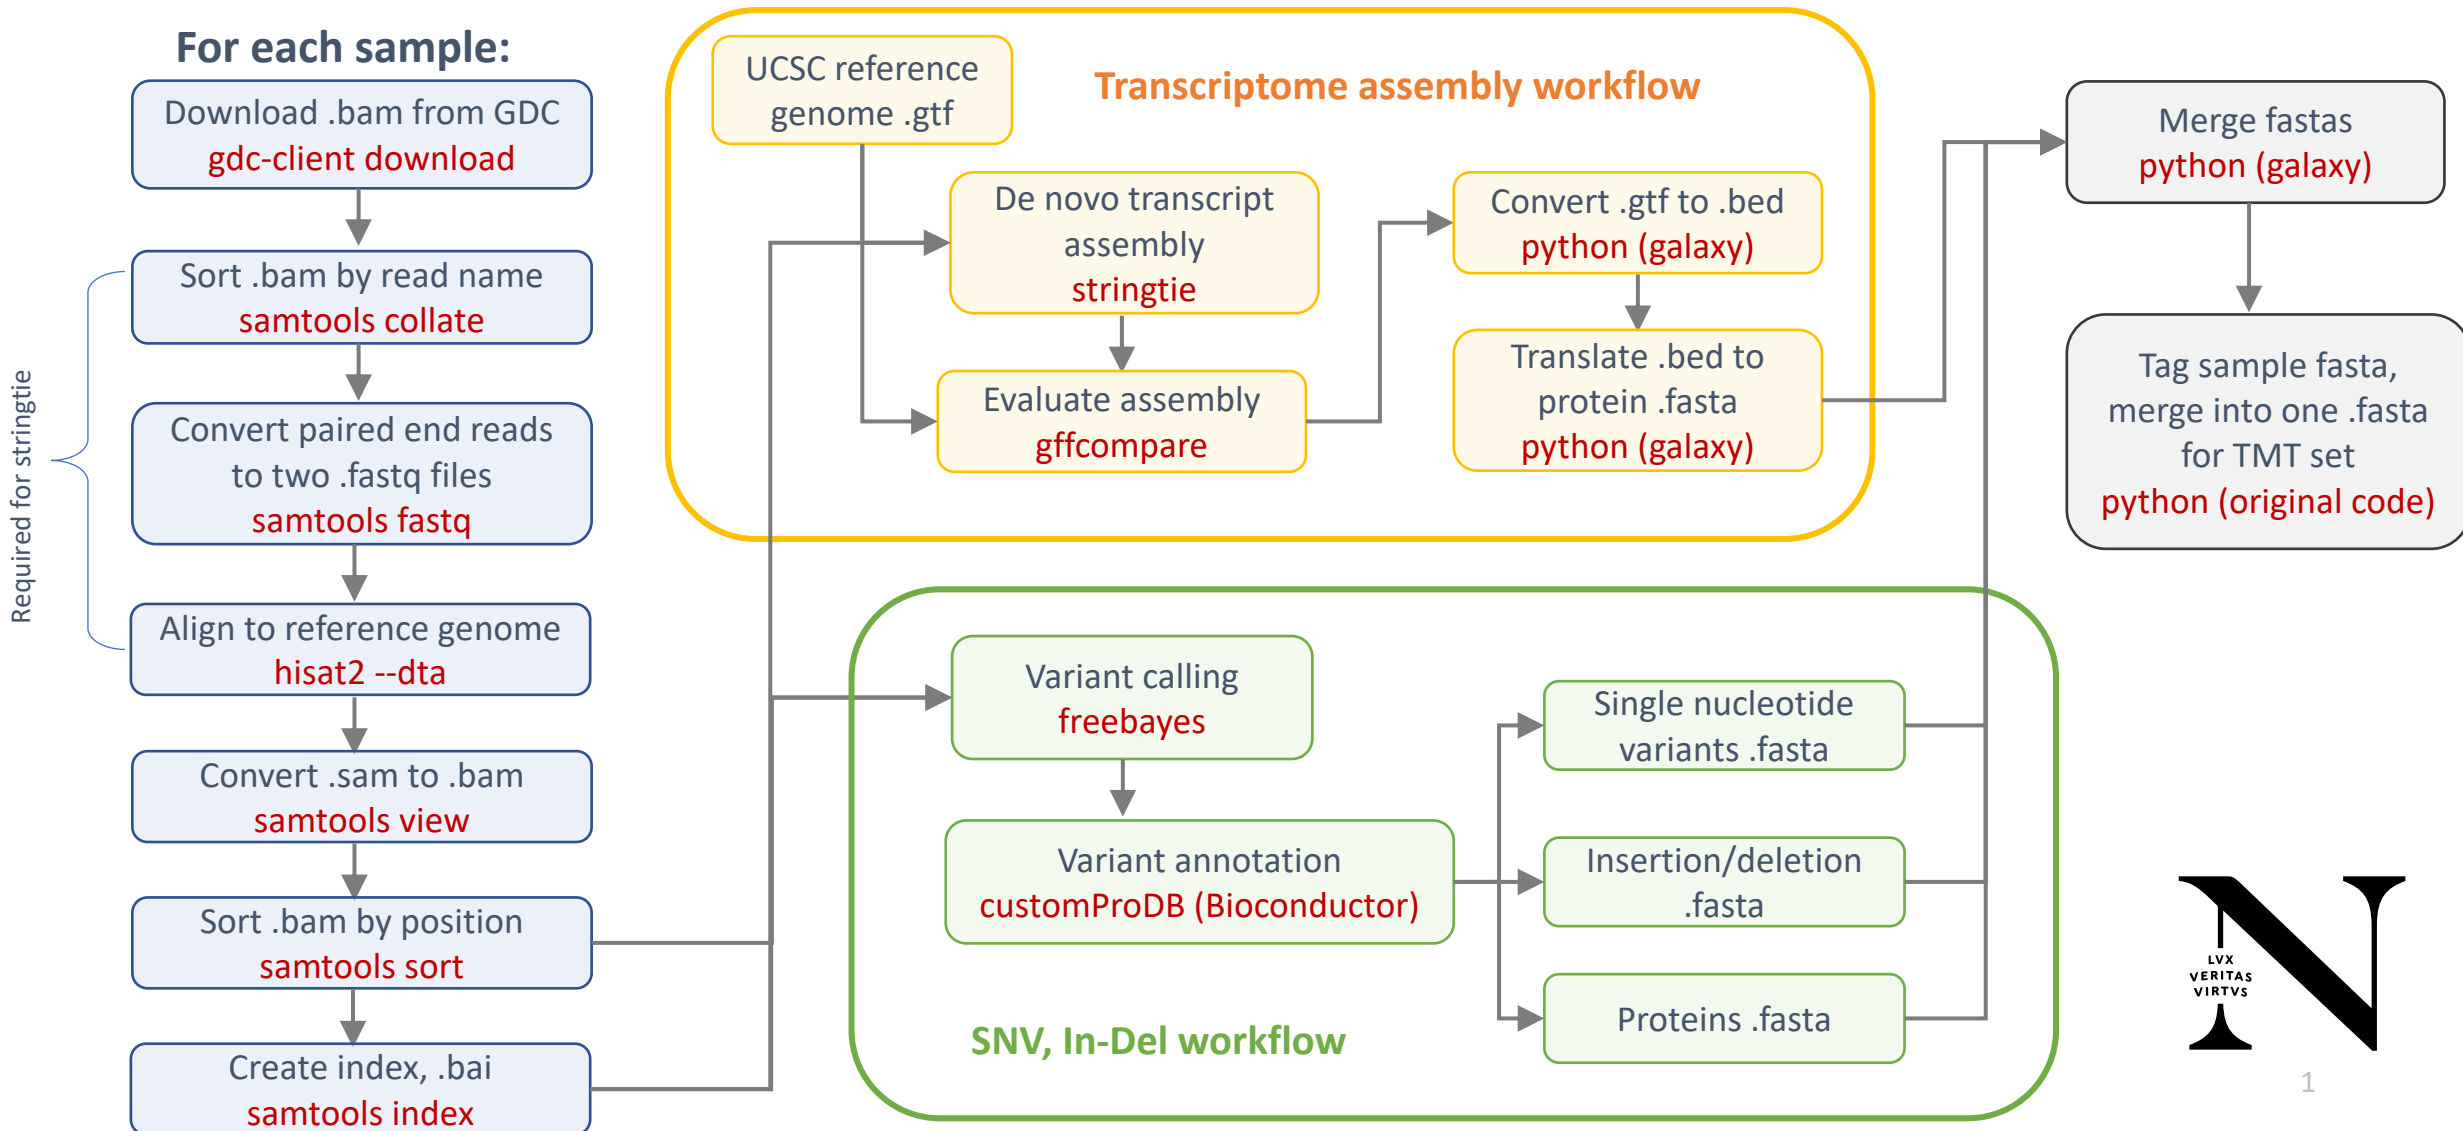 For each sample:
Download .bam from GDC
gdc-client download
Sort .bam by read name
samtools collate
Convert paired end reads
to two .fastq files
samtools fastq
Align to reference genome
hisat2 --dta
Convert .sam to .bam
samtools view
Sort .bam by position
samtools sort
Create index, .bai
samtools index
Required for stringtie
UCSC reference
genome .gtf
Transcriptome assembly workflow
De novo transcript
assembly
stringtie
Evaluate assembly
gffcompare
Convert .gtf to .bed
python (galaxy)
Translate .bed to
protein .fasta
python (galaxy)
Variant calling
freebayes
Variant annotation
customProDB (Bioconductor)
Single nucleotide
variants .fasta
Insertion/deletion
.fasta
Proteins .fasta
SNV, In-Del workflow
Merge fastas
python (galaxy)
Tag sample fasta,
merge into one .fasta
for TMT set
python (original code)
N
LVX
VERITAS
VIRTVS
1